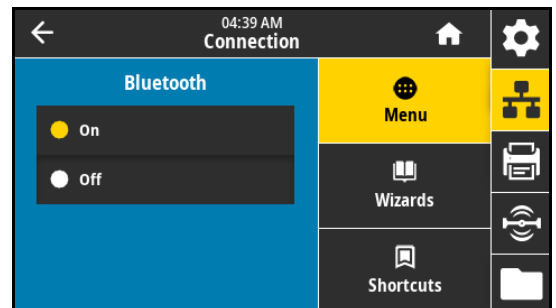 04:39 AM
Connection
Bluetooth
On
Off
Menu
Wizards
Shortcuts